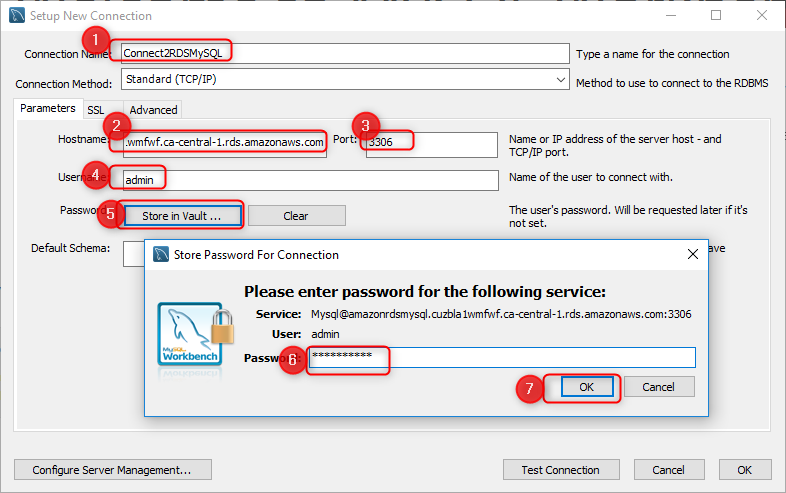 Setup New Connection
1
Connection Name: Connect2RDSMySQL Type a name for the connection
Connection Method: Standard (TCP/IP) Method to use to connect to the RDBMS
Parameters SSL Advanced
2 3
Hostname: .wmfwf.ca-central-1.rds.amazonaws.com Port: 3306 Name or IP address of the server host - and
TCP/IP port.
4 Username: admin Name of the user to connect with.
Password: 5 Store in Vault ... Clear The user's password. Will be requested later if it's
not set.
Default Schema:
Store Password For Connection
Please enter password for the following service:
Service: Mysql@amazonrdsmysql.cuzbla1wmfwf.ca-central-1.rds.amazonaws.com:3306
User: admin
MySQL
Workbench
Password: 6 **********
7 OK Cancel
Configure Server Management... Test Connection Cancel OK